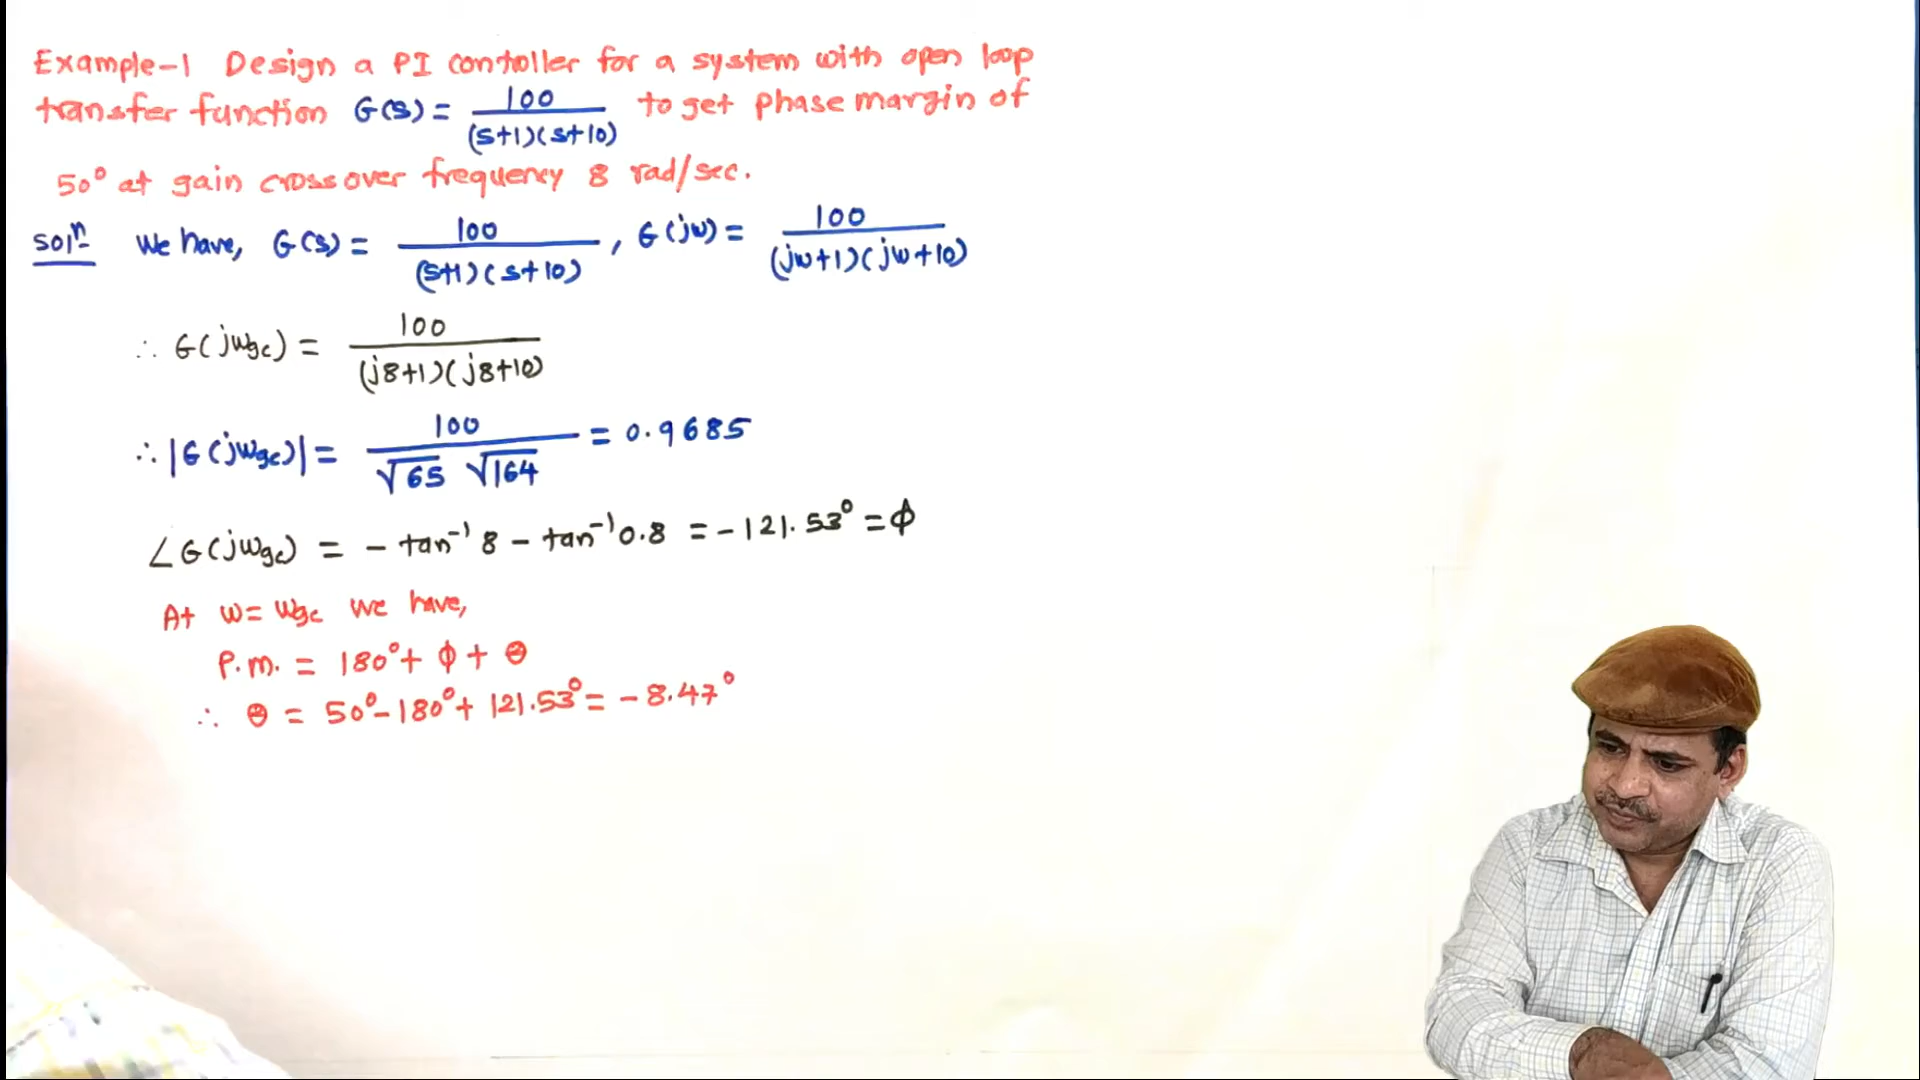 Example-1 Design a PI contoller for a system with open loop
transfer function G(s) = 100 / (s+1)(s+10) to get phase margin of
50° at gain crossover frequency 8 rad/sec.
Solⁿ We have, G(s) = 100 / (s+1)(s+10) , G(jω) = 100 / (jω+1)(jω+10)
∴ G(jωgc) = 100 / (j8+1)(j8+10)
∴ |G(jωgc)| = 100 / √65 √164 = 0.9685
∠G(jωgc) = - tan⁻¹ 8 - tan⁻¹ 0.8 = -121.53° = ϕ
At ω = ωgc we have,
P.m. = 180° + ϕ + θ
∴ θ = 50° - 180° + 121.53° = -8.47°